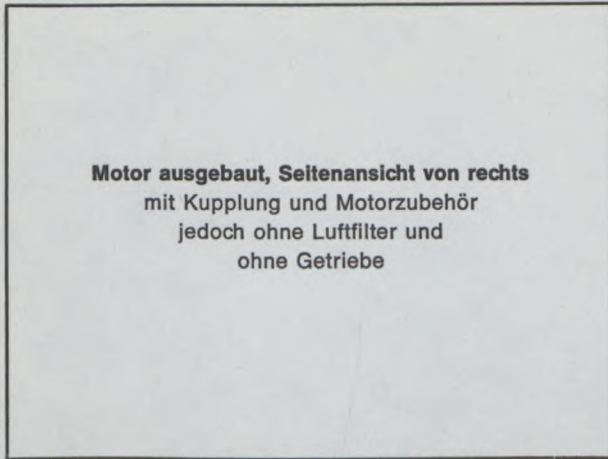 Motor ausgebaut, Seitenansicht von rechts
mit Kupplung und Motorzubehör
jedoch ohne Luftfilter und
ohne Getriebe